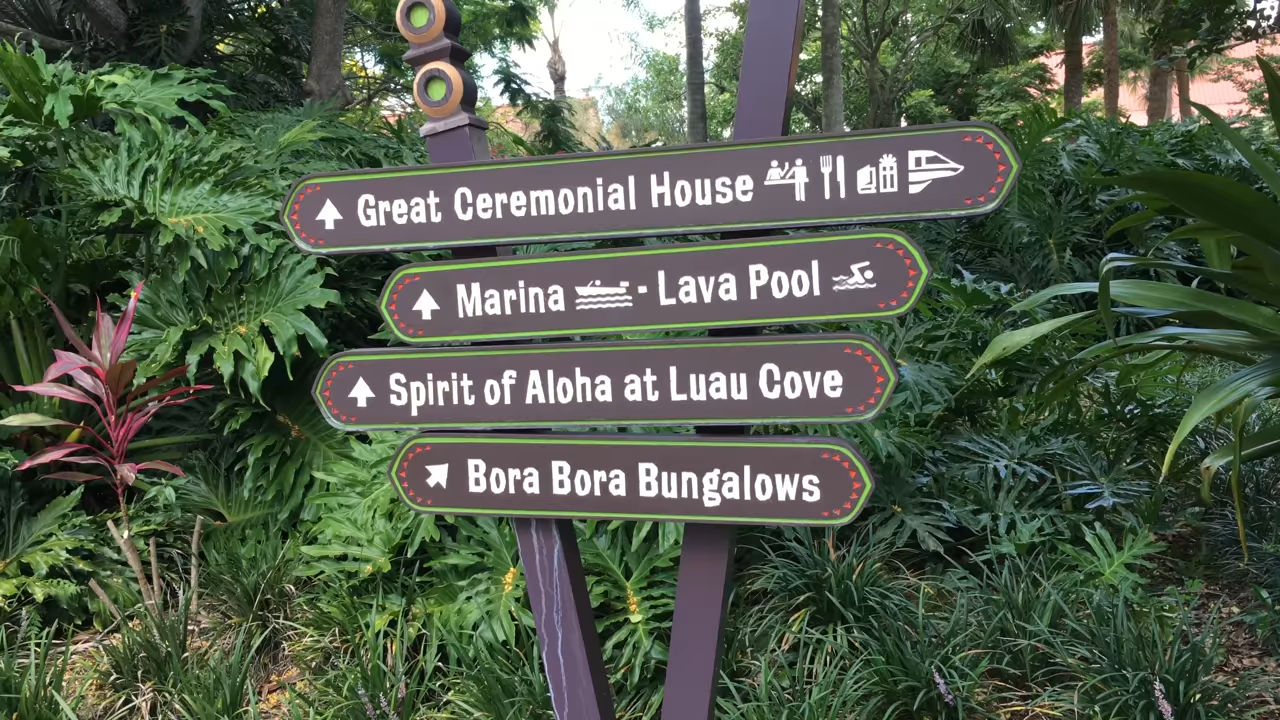 Great Ceremonial House
Marina - Lava Pool
Spirit of Aloha at Luau Cove
Bora Bora Bungalows